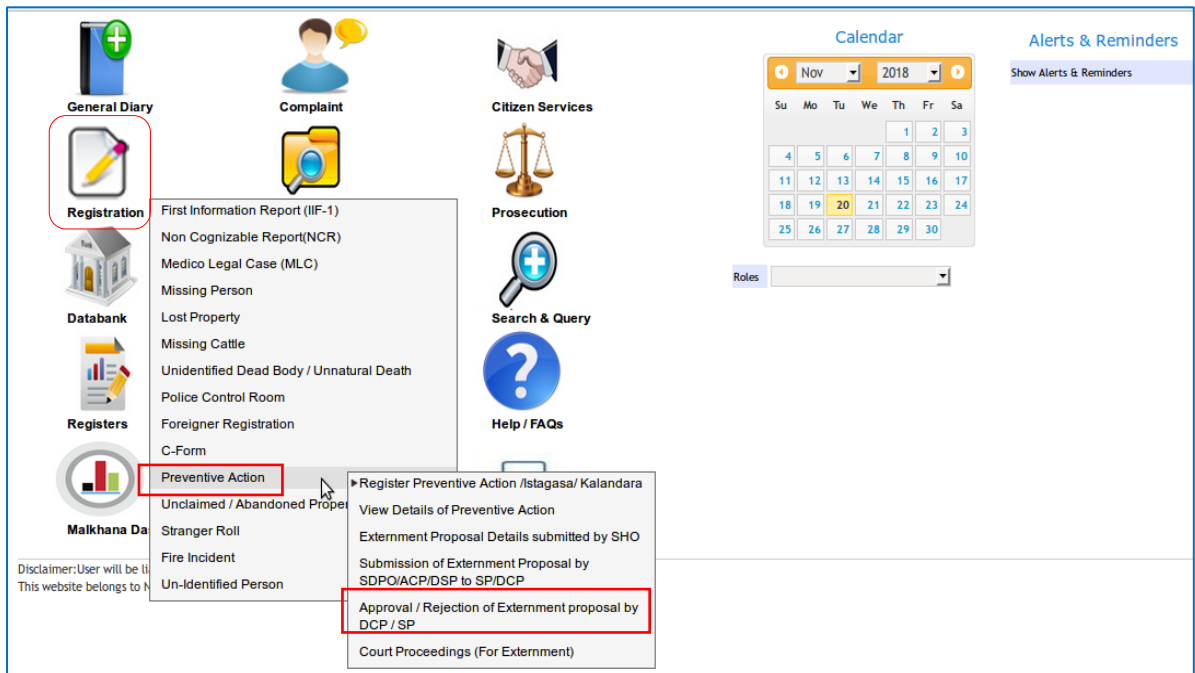 Calendar
Alerts & Reminders
Nov 2018
Show Alerts & Reminders
General Diary
Complaint
Citizen Services
Su Mo Tu We Th Fr Sa
1 2 3
4 5 6 7 8 9 10
11 12 13 14 15 16 17
18 19 20 21 22 23 24
25 26 27 28 29 30
Roles
Registration
Prosecution
First Information Report (IIF-1)
Non Cognizable Report(NCR)
Medico Legal Case (MLC)
Missing Person
Lost Property
Missing Cattle
Unidentified Dead Body / Unnatural Death
Police Control Room
Foreigner Registration
C-Form
Preventive Action
Unclaimed / Abandoned Proper
Stranger Roll
Fire Incident
Un-Identified Person
Bank
Databank
Search & Query
?
Registers
Help / FAQs
Malkhana Da
Register Preventive Action /Istagasa/ Kalandara
View Details of Preventive Action
Externment Proposal Details submitted by SHO
Submission of Externment Proposal by
SDPO/ACP/DSP to SP/DCP
Approval / Rejection of Externment proposal by
DCP / SP
Court Proceedings (For Externment)
Disclaimer:User will be li
This website belongs to N